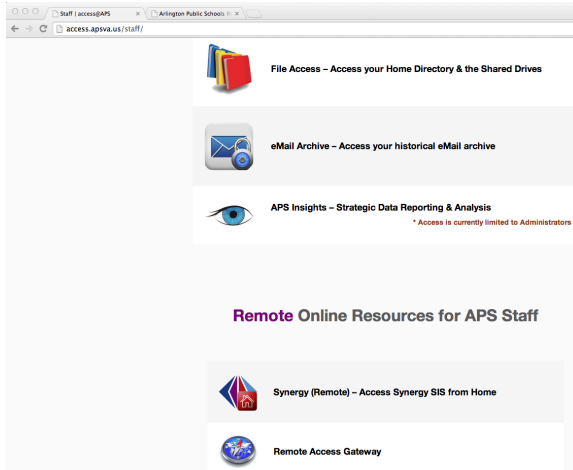 Staff | access@APS
Arlington Public Schools
access.apsva.us/staff/
File Access – Access your Home Directory & the Shared Drives
eMail Archive – Access your historical eMail archive
APS Insights – Strategic Data Reporting & Analysis
* Access is currently limited to Administrators
Remote Online Resources for APS Staff
Synergy (Remote) – Access Synergy SIS from Home
Remote Access Gateway